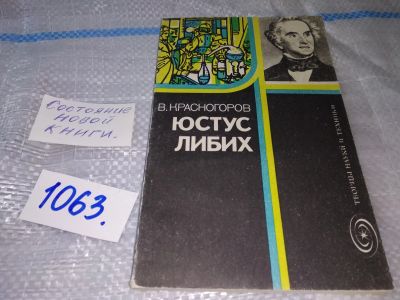 Состояние
новой
книги.
1063.
В. КРАСНОГОРОВ
ЮСТУС
ЛИБИХ
ТВОРЦЫ НАУКИ И ТЕХНИКИ